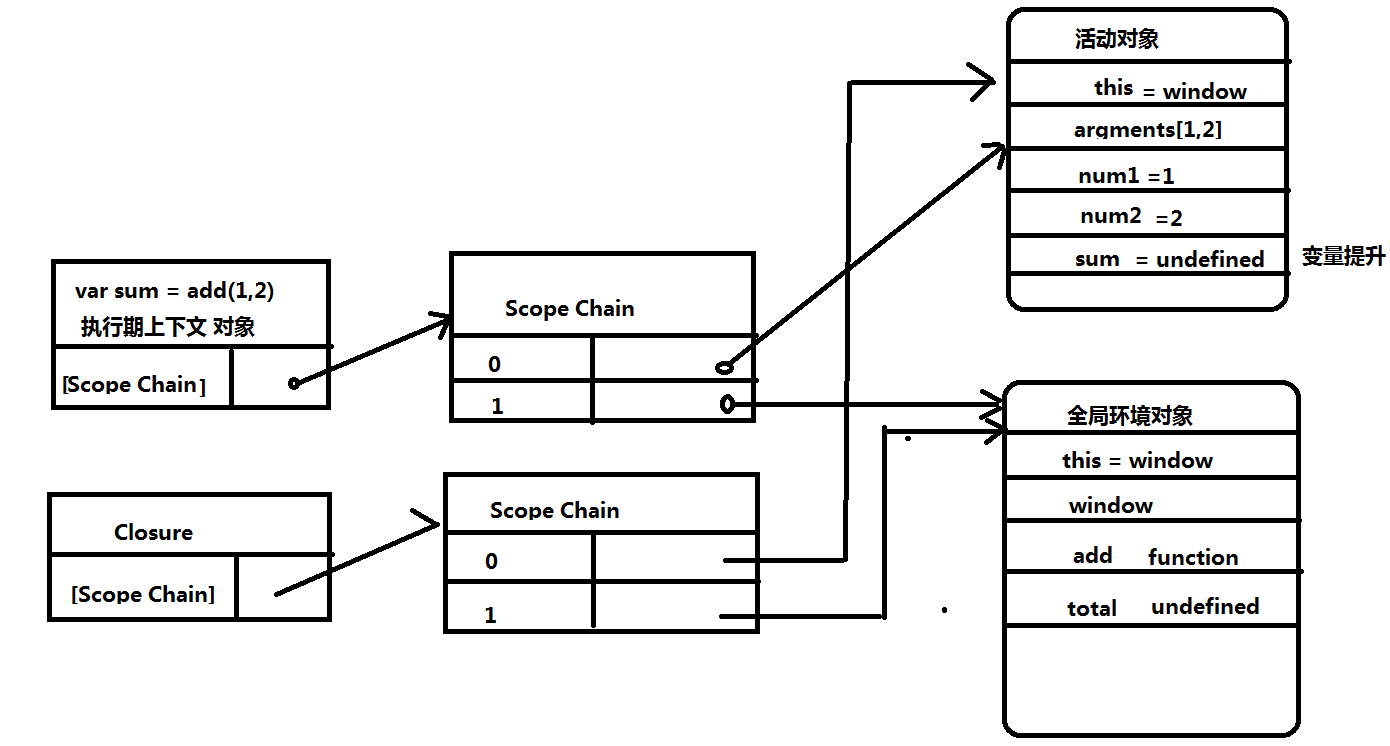 var sum = add(1,2)
执行期上下文 对象
[Scope Chain]
Scope Chain
0
1
Closure
[Scope Chain]
Scope Chain
0
1
活动对象
this = window
argments[1,2]
num1 =1
num2 =2
sum = undefined
变量提升
全局环境对象
this = window
window
add function
total undefined